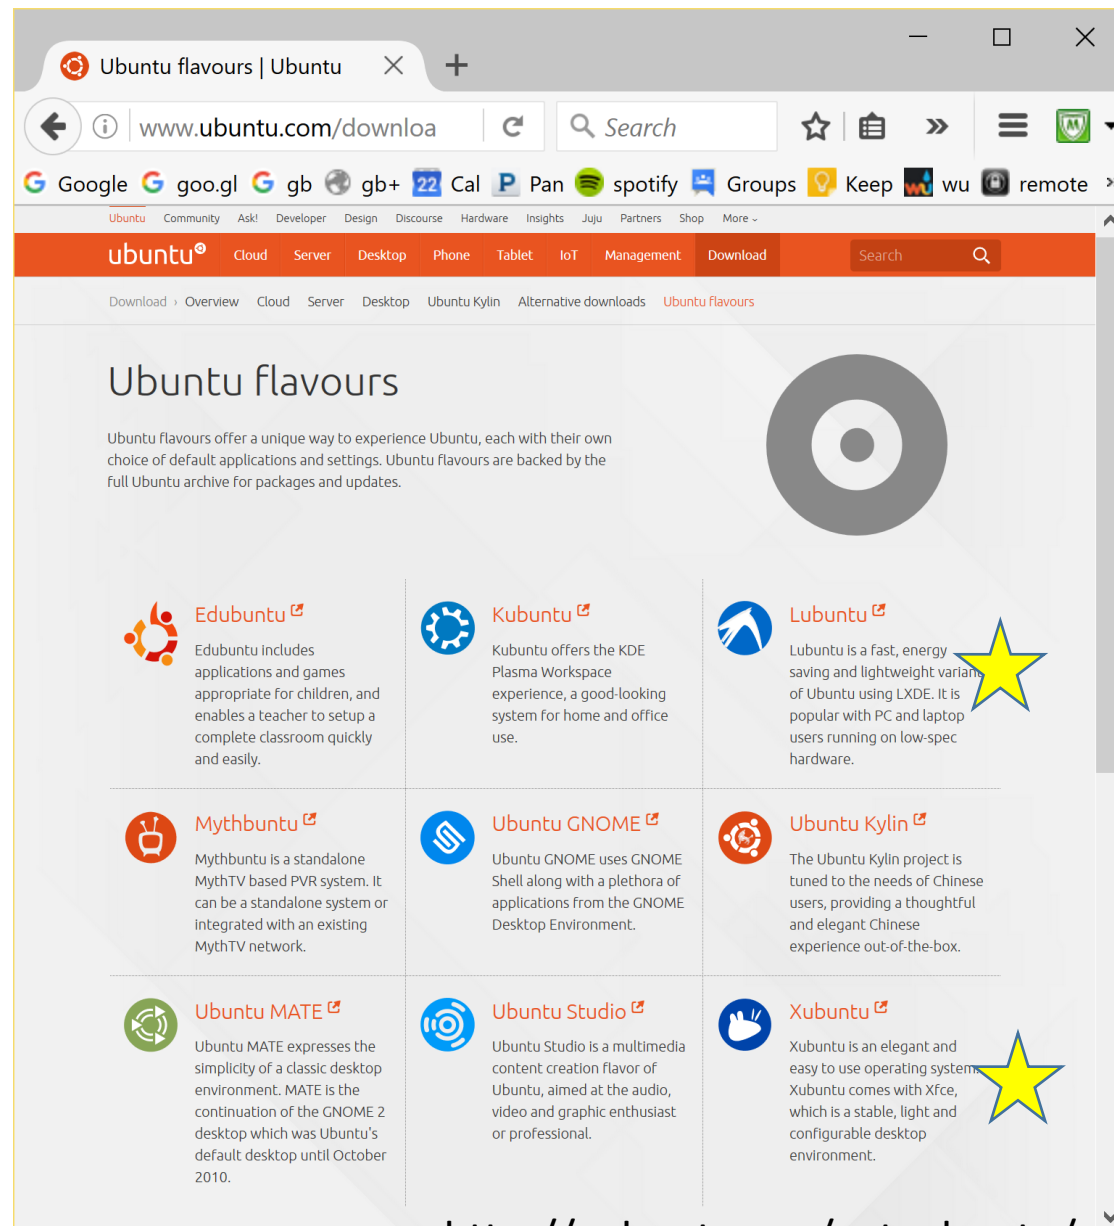 Ubuntu flavours | Ubuntu
www.ubuntu.com/downloa
Search
Google goo.gl gb gb+ 22 Cal P Pan spotify Groups Keep wu remote
Ubuntu Community Ask! Developer Design Discourse Hardware Insights Juju Partners Shop More
ubuntu Cloud Server Desktop Phone Tablet IoT Management Download Search
Download › Overview Cloud Server Desktop Ubuntu Kylin Alternative downloads Ubuntu flavours
Ubuntu flavours
Ubuntu flavours offer a unique way to experience Ubuntu, each with their own
choice of default applications and settings. Ubuntu flavours are backed by the
full Ubuntu archive for packages and updates.
Edubuntu
Edubuntu includes
applications and games
appropriate for children, and
enables a teacher to setup a
complete classroom quickly
and easily.
Kubuntu
Kubuntu offers the KDE
Plasma Workspace
experience, a good-looking
system for home and office
use.
Lubuntu
Lubuntu is a fast, energy
saving and lightweight variant
of Ubuntu using LXDE. It is
popular with PC and laptop
users running on low-spec
hardware.
Mythbuntu
Mythbuntu is a standalone
MythTV based PVR system. It
can be a standalone system or
integrated with an existing
MythTV network.
Ubuntu GNOME
Ubuntu GNOME uses GNOME
Shell along with a plethora of
applications from the GNOME
Desktop Environment.
Ubuntu Kylin
The Ubuntu Kylin project is
tuned to the needs of Chinese
users, providing a thoughtful
and elegant Chinese
experience out-of-the-box.
Ubuntu MATE
Ubuntu MATE expresses the
simplicity of a classic desktop
environment. MATE is the
continuation of the GNOME 2
desktop which was Ubuntu's
default desktop until October
2010.
Ubuntu Studio
Ubuntu Studio is a multimedia
content creation flavor of
Ubuntu, aimed at the audio,
video and graphic enthusiast
or professional.
Xubuntu
Xubuntu is an elegant and
easy to use operating system.
Xubuntu comes with Xfce,
which is a stable, light and
configurable desktop
environment.